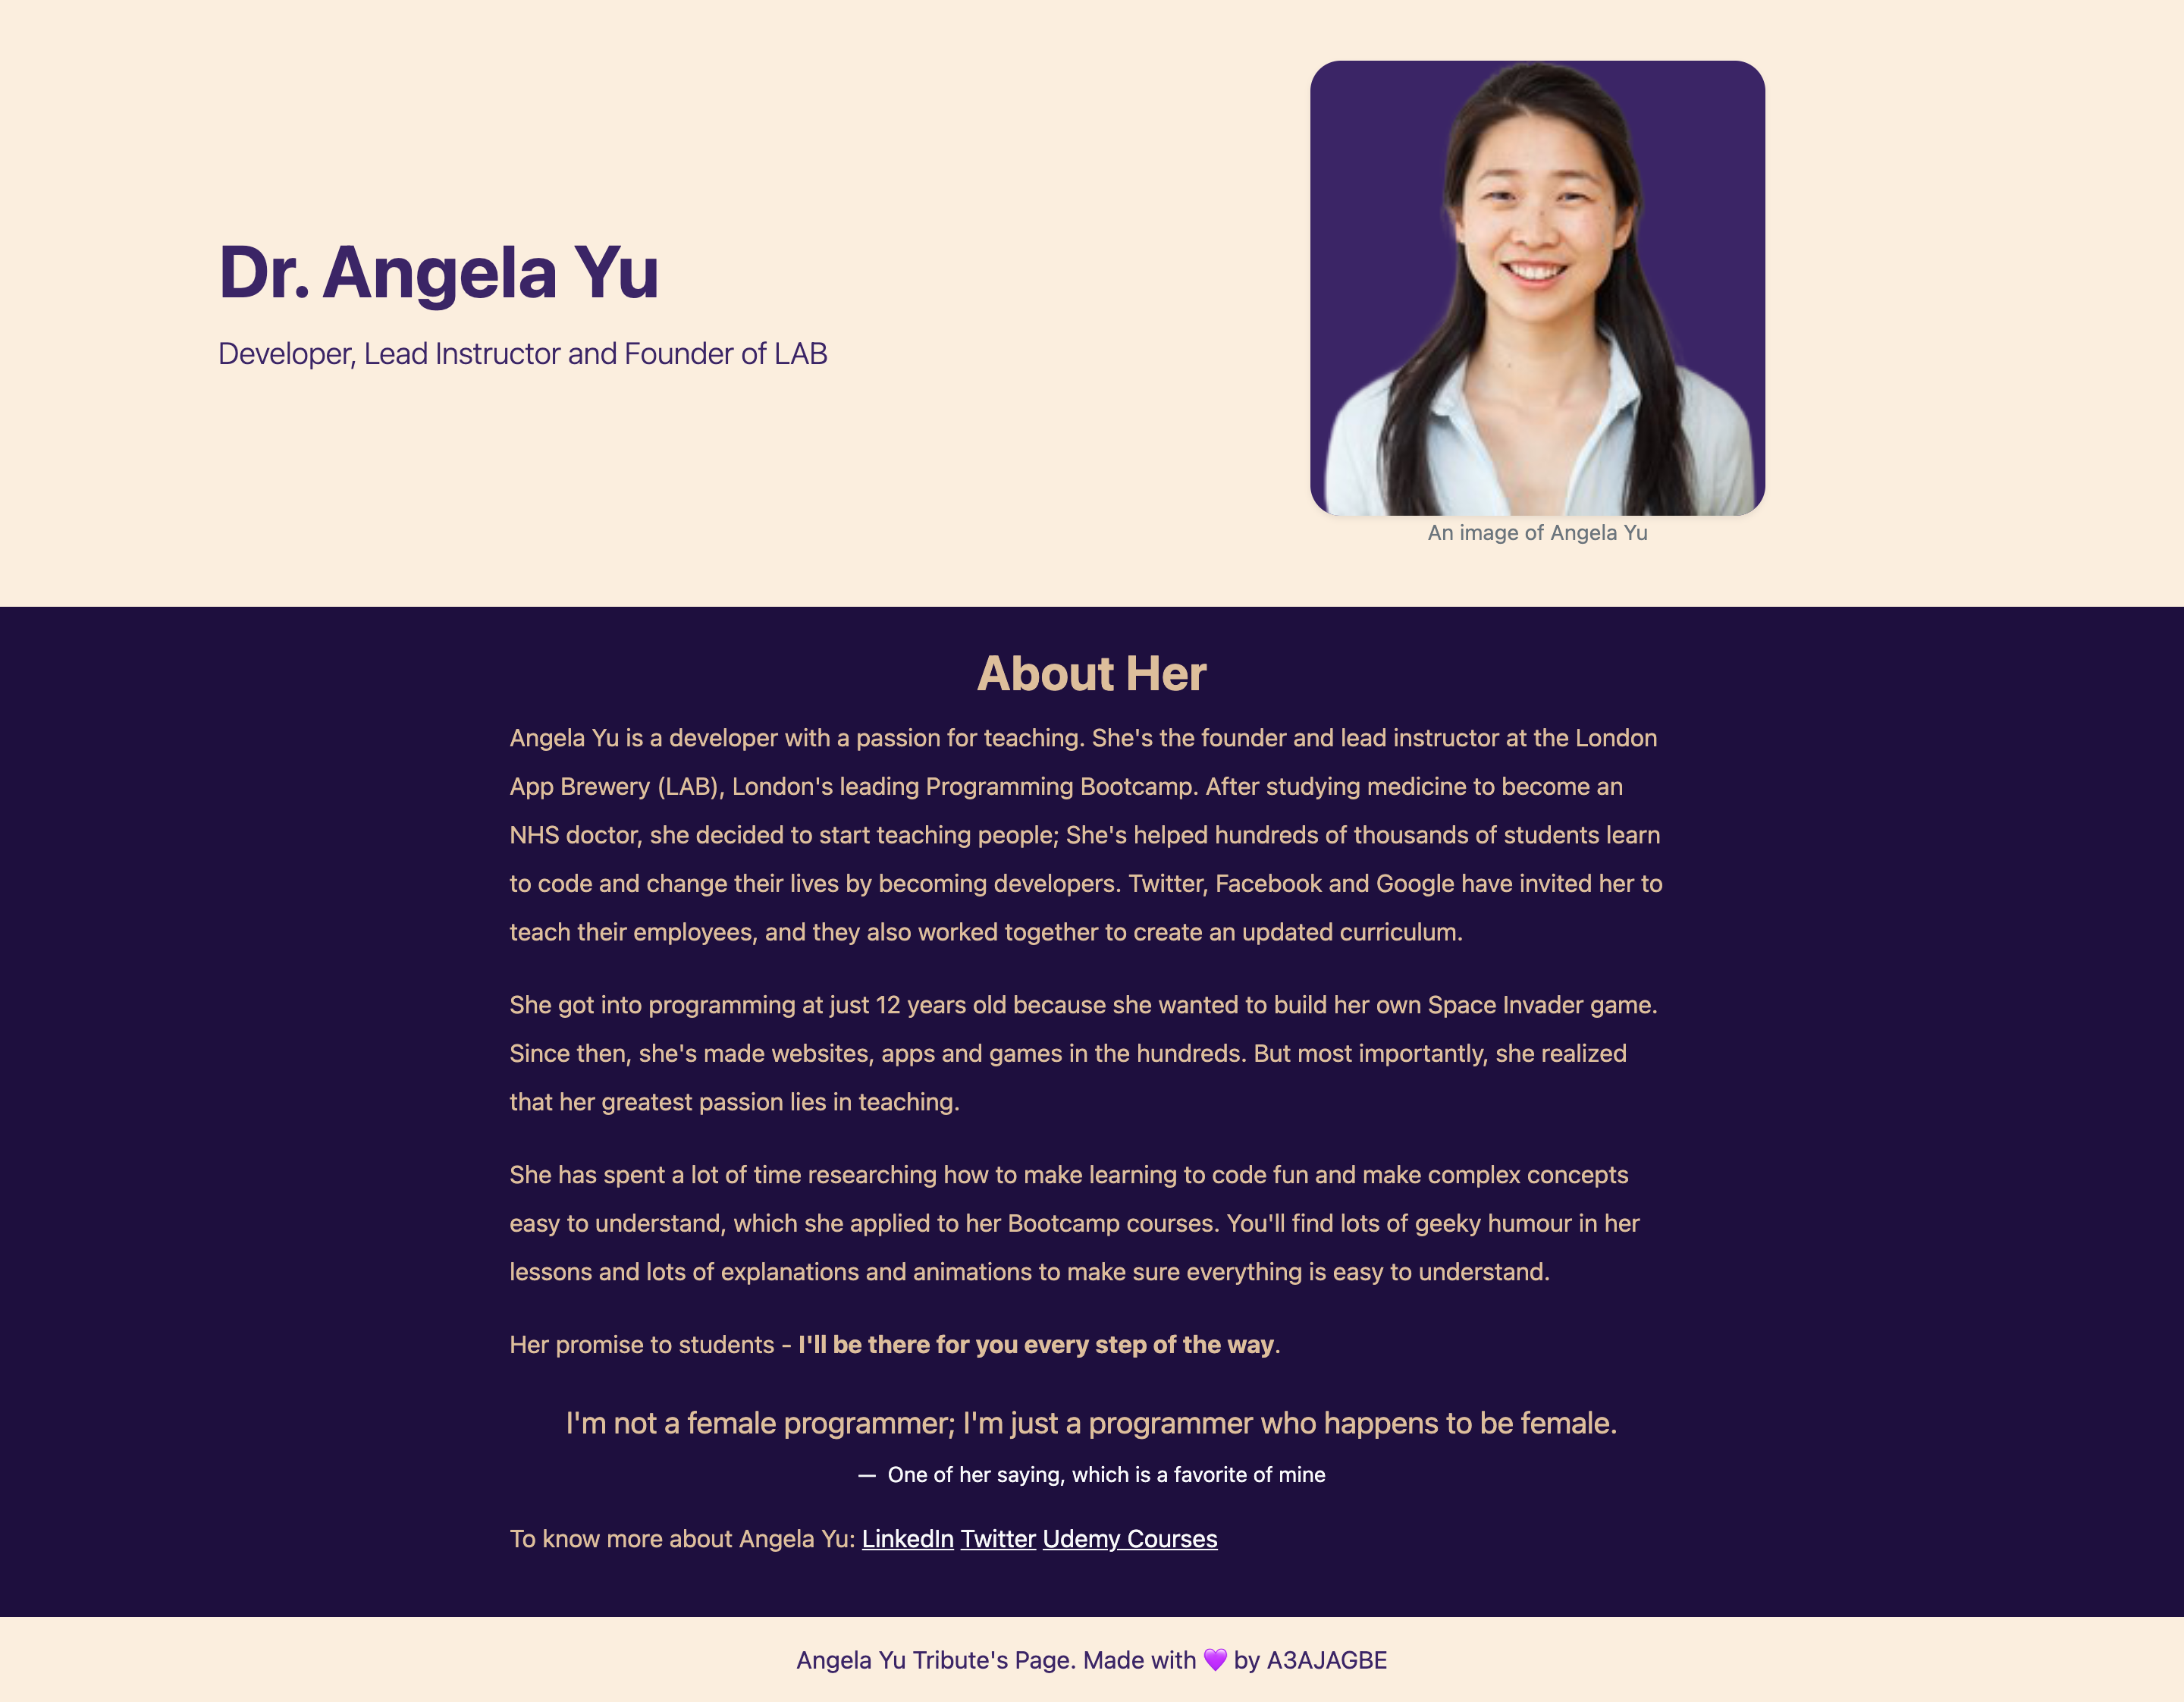 Dr. Angela Yu
Developer, Lead Instructor and Founder of LAB
An image of Angela Yu
About Her
Angela Yu is a developer with a passion for teaching. She's the founder and lead instructor at the London
App Brewery (LAB), London's leading Programming Bootcamp. After studying medicine to become an
NHS doctor, she decided to start teaching people; She's helped hundreds of thousands of students learn
to code and change their lives by becoming developers. Twitter, Facebook and Google have invited her to
teach their employees, and they also worked together to create an updated curriculum.
She got into programming at just 12 years old because she wanted to build her own Space Invader game.
Since then, she's made websites, apps and games in the hundreds. But most importantly, she realized
that her greatest passion lies in teaching.
She has spent a lot of time researching how to make learning to code fun and make complex concepts
easy to understand, which she applied to her Bootcamp courses. You'll find lots of geeky humour in her
lessons and lots of explanations and animations to make sure everything is easy to understand.
Her promise to students - I'll be there for you every step of the way.
I'm not a female programmer; I'm just a programmer who happens to be female.
— One of her saying, which is a favorite of mine
To know more about Angela Yu: LinkedIn Twitter Udemy Courses
Angela Yu Tribute's Page. Made with 💜 by A3AJAGBE